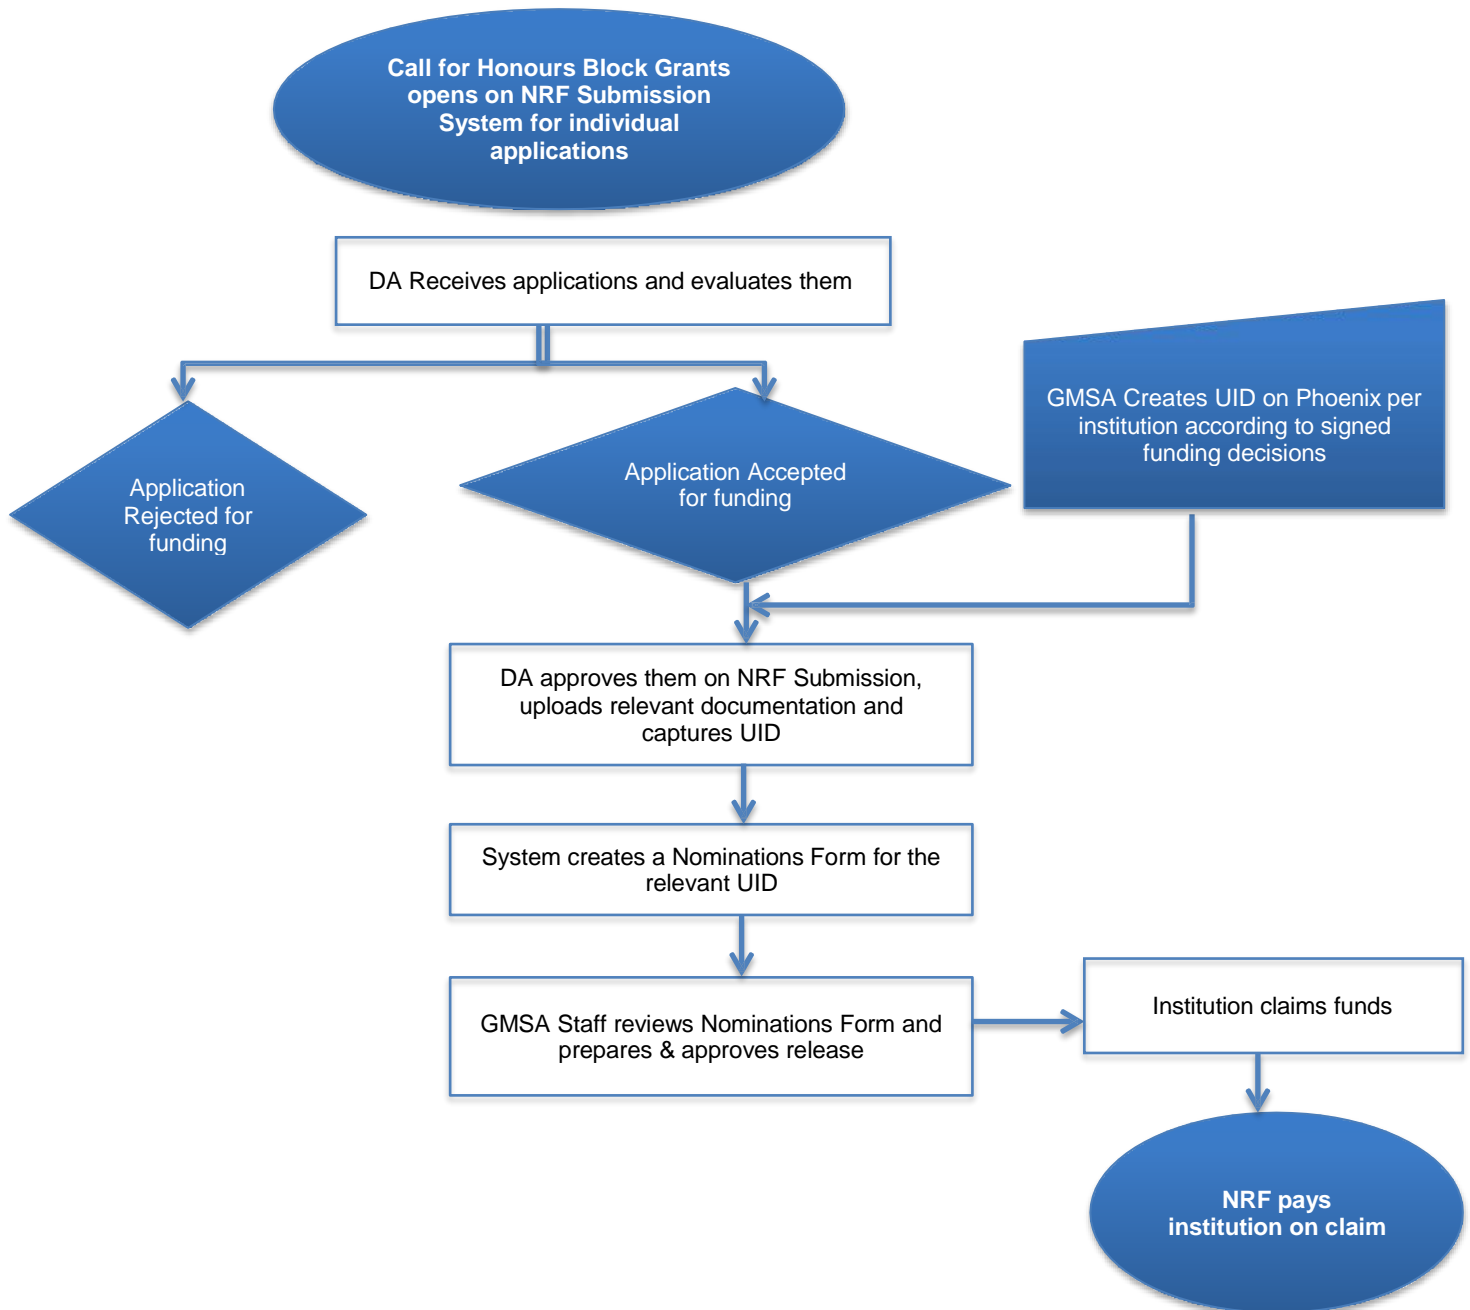 Call for Honours Block Grants
opens on NRF Submission
System for individual
applications
DA Receives applications and evaluates them
GMSA Creates UID on Phoenix per
institution according to signed
funding decisions
Application
Rejected for
funding
Application Accepted
for funding
DA approves them on NRF Submission,
uploads relevant documentation and
captures UID
System creates a Nominations Form for the
relevant UID
GMSA Staff reviews Nominations Form and
prepares & approves release
Institution claims funds
NRF pays
institution on claim